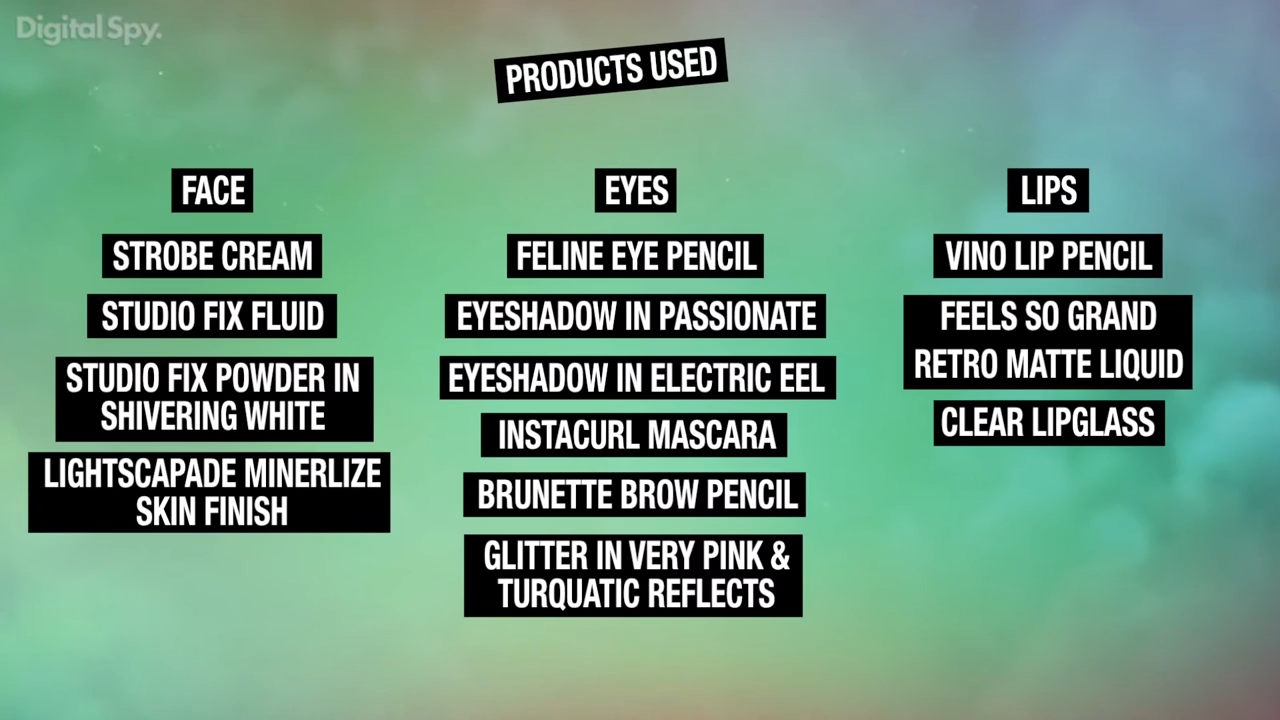 Digital Spy.
PRODUCTS USED
FACE
STROBE CREAM
STUDIO FIX FLUID
STUDIO FIX POWDER IN
SHIVERING WHITE
LIGHTSCAPADE MINERLIZE
SKIN FINISH
EYES
FELINE EYE PENCIL
EYESHADOW IN PASSIONATE
EYESHADOW IN ELECTRIC EEL
INSTACURL MASCARA
BRUNETTE BROW PENCIL
GLITTER IN VERY PINK &
TURQUATIC REFLECTS
LIPS
VINO LIP PENCIL
FEELS SO GRAND
RETRO MATTE LIQUID
CLEAR LIPGLASS